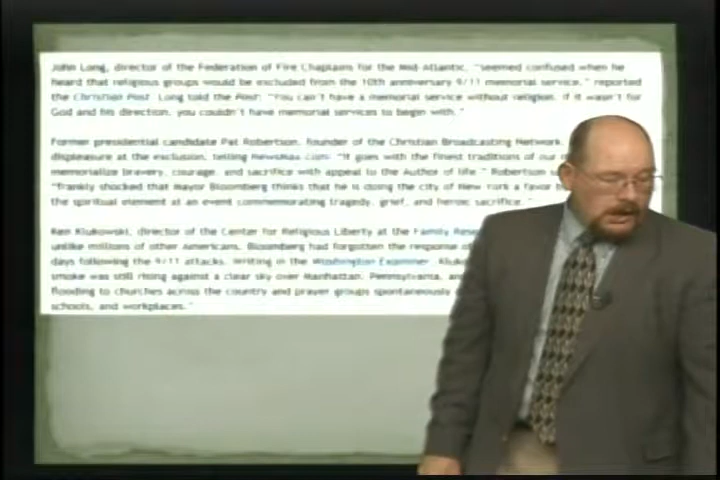 John Long, director of the Federation of Fire Chaplains for the Mid-Atlantic, "seemed confused when he
heard that religious groups would be excluded from the 10th anniversary 9/11 memorial service," reported
the Christian Post. Long told the Post: "You can't have a memorial service without religion. If it wasn't for
God and his direction, you couldn't have memorial services to begin with."
Former presidential candidate Pat Robertson, founder of the Christian Broadcasting Network,
displeasure at the exclusion, telling Newsmax.com: "It goes with the finest traditions of our
memorialize bravery, courage, and sacrifice with appeal to the Author of life." Robertson
"frankly shocked that Mayor Bloomberg thinks that he is doing the city of New York a favor
the spiritual element at an event commemorating tragedy, grief, and heroic sacrifice."
Ken Klukowski, director of the Center for Religious Liberty at the Family
unlike millions of other Americans, Bloomberg had forgotten the response of
days following the 9/11 attacks. Writing in the Washington Examiner,
smoke was still rising against a clear sky over Manhattan, Pennsylvania, and
flooding to churches across the country and prayer groups spontaneously
schools, and workplaces."